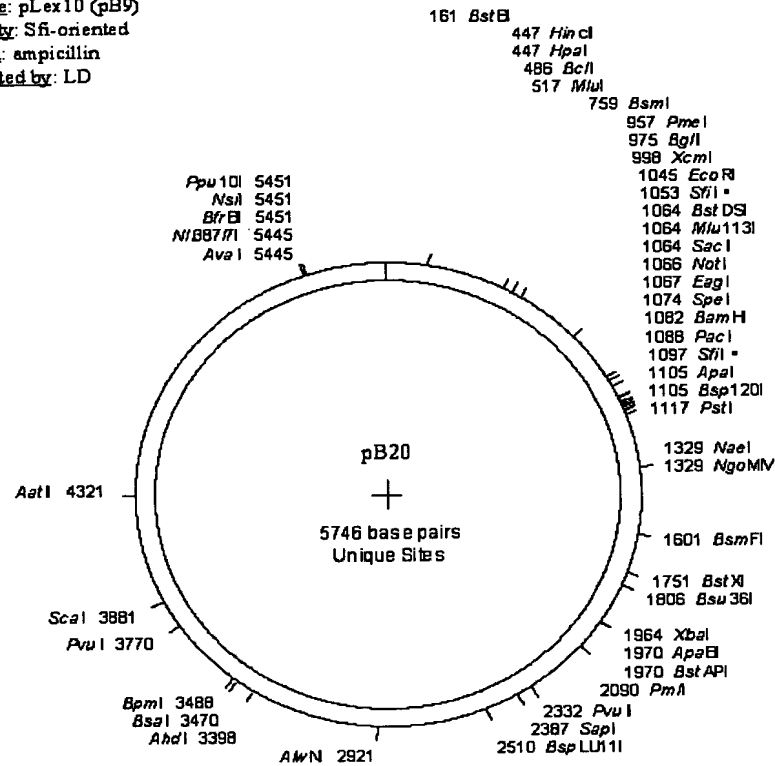 : pLex10 (pB9)
: Sfi-oriented
: ampicillin
ted by: LD
161 BstEII
447 HincII
447 HpaI
486 BclI
517 MluI
759 BsmI
957 PmeI
975 BglII
998 XcmI
1045 EcoRI
1053 SfiI *
1064 BstDSI
1064 Mlu113I
1064 SacII
1066 NotI
1067 EagI
1074 SpeI
1082 BamHI
1088 PacI
1097 SfiI *
1105 ApaI
1105 Bsp120I
1117 PstI
1329 NaeI
1329 NgoMIV
1601 BsmFI
1751 BstXI
1806 Bsu36I
1964 XbaI
1970 ApaBI
1970 BstAPI
2090 PmlI
2332 Pvu I
2387 SapI
2510 BspLU11I
AlwNI 2921
AhdI 3398
BsaI 3470
BpmI 3488
PvuI 3770
ScaI 3881
AatII 4321
AvaI 5445
5445
BfrBI 5451
NsiI 5451
Ppu10I 5451
pB20
5746 base pairs
Unique Sites